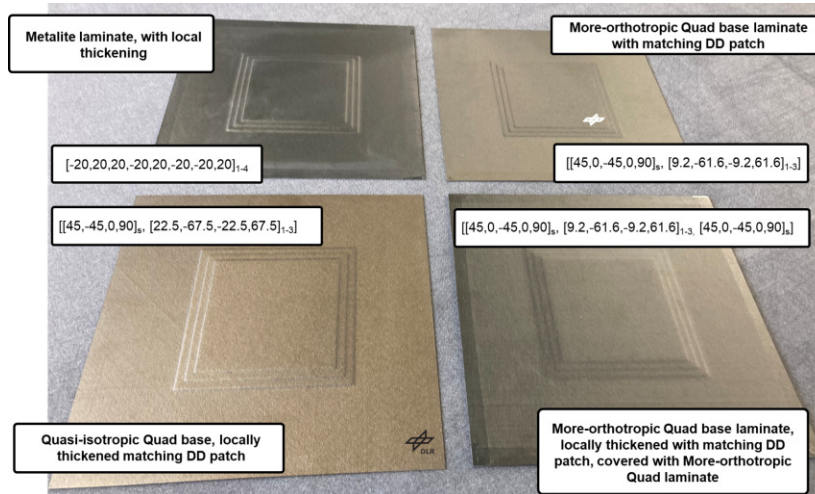 Metalite laminate, with local
thickening
More-orthotropic Quad base laminate
with matching DD patch
[-20,20,20,-20,20,-20,-20,20]1-4
[[45,0,-45,0,90]s, [9.2,-61.6,-9.2,61.6]1-3]
[[45,-45,0,90]s, [22.5,-67.5,-22.5,67.5]1-3]
[[45,0,-45,0,90]s, [9.2,-61.6,-9.2,61.6]1-3, [45,0,-45,0,90]s]
Quasi-isotropic Quad base, locally
thickened matching DD patch
DLR
More-orthotropic Quad base laminate,
locally thickened with matching DD
patch, covered with More-orthotropic
Quad laminate